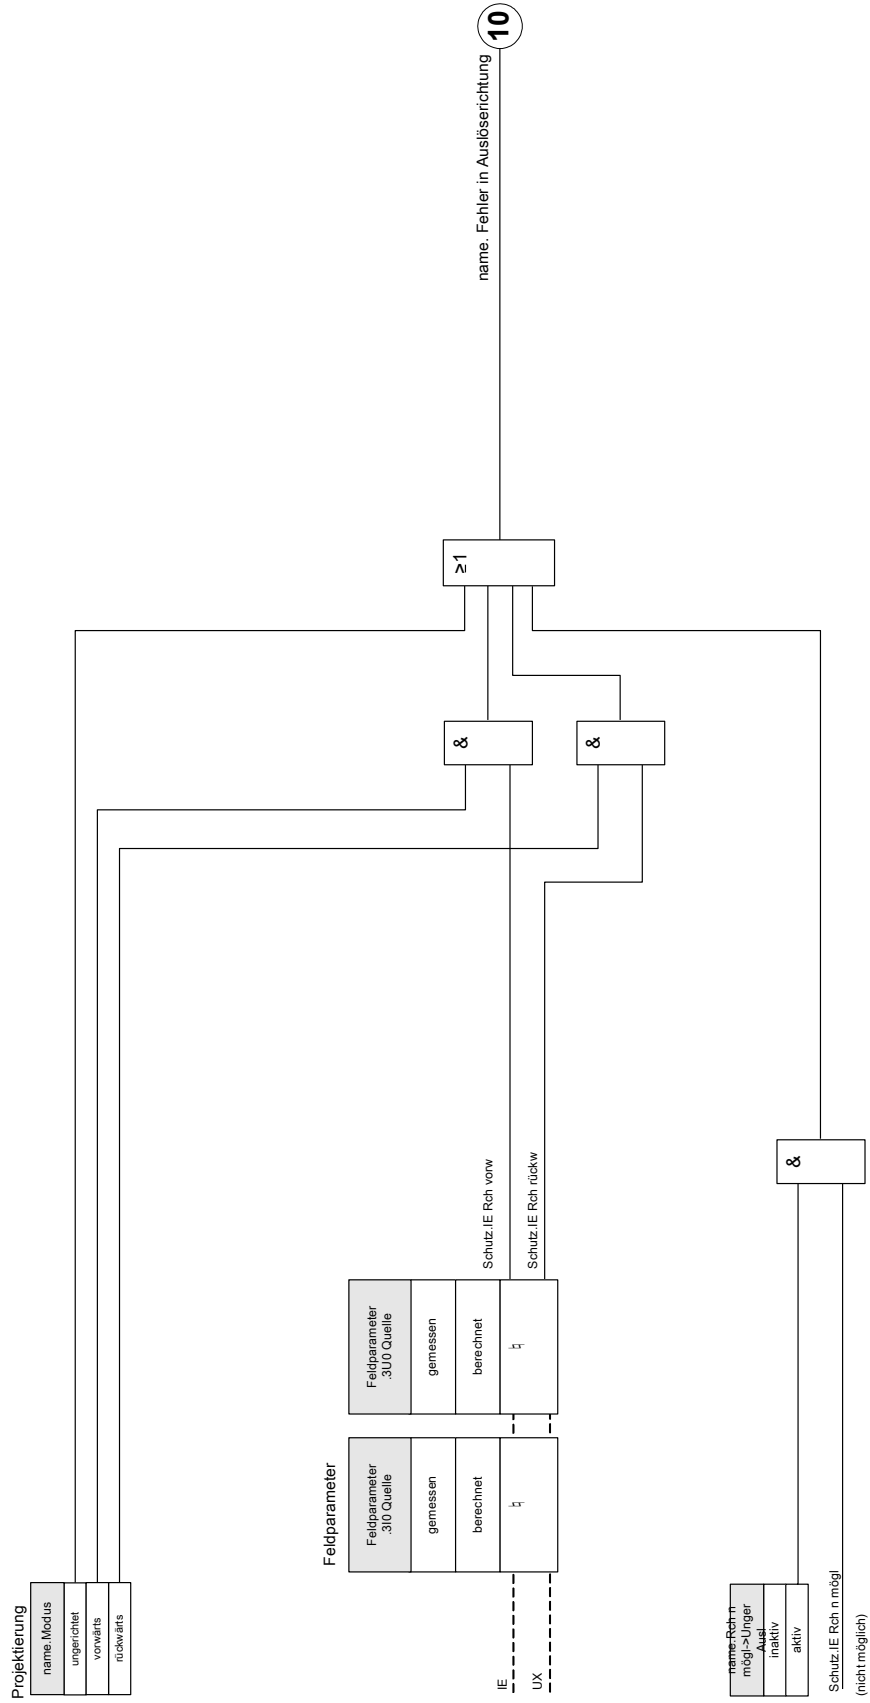 Projektierung
name.Modus
ungerichtet
vorwärts
rückwärts
Feldparameter
Feldparameter
.3I0 Quelle
gemessen
berechnet
Feldparameter
.3U0 Quelle
gemessen
berechnet
IE
UX
Schutz.IE Rch vorw
Schutz.IE Rch rückw
name.Rch n
mögl->Unger
Ausl
inaktiv
aktiv
Schutz.IE Rch n mögl
(nicht möglich)
&
&
&
≥1
name. Fehler in Auslöserichtung
10